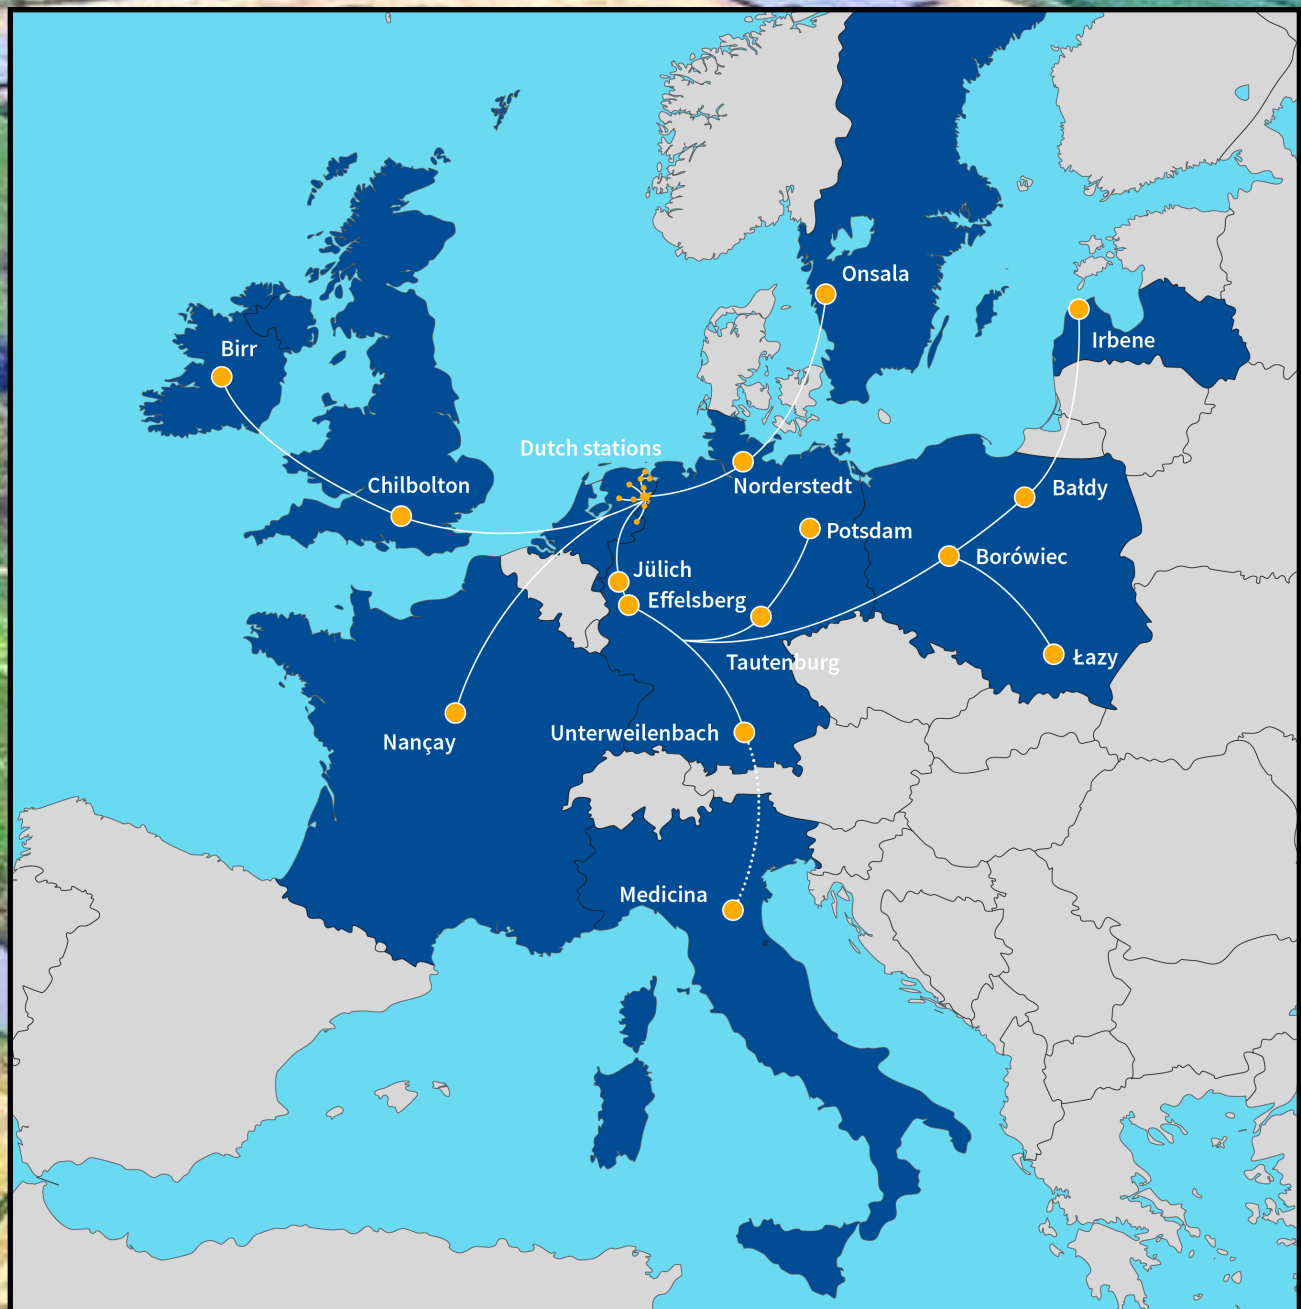 Onsala
Irbene
Birr
Dutch stations
Chilbolton
Norderstedt
Bałdy
Potsdam
Borówiec
Jülich
Effelsberg
Tautenburg
Łazy
Unterweilenbach
Nançay
Medicina